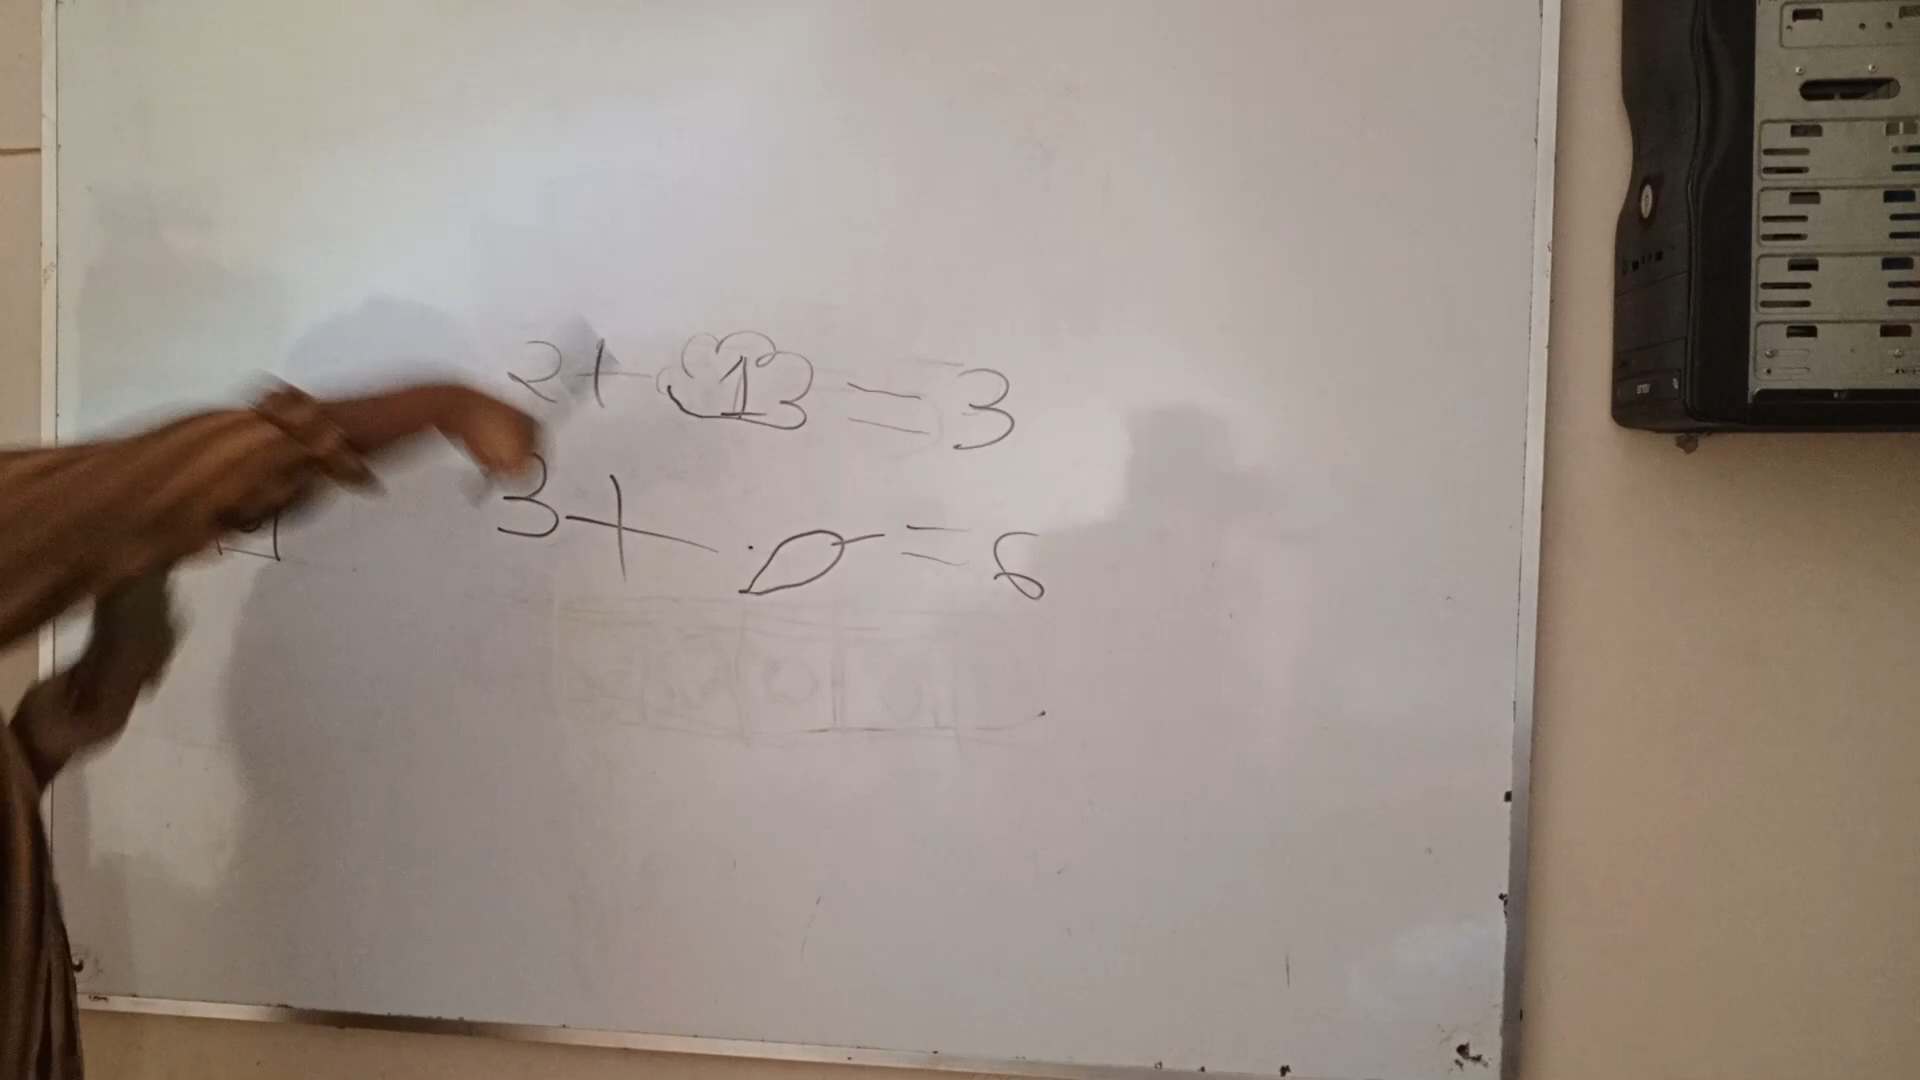 2+ 1 = 3
3+ = 6